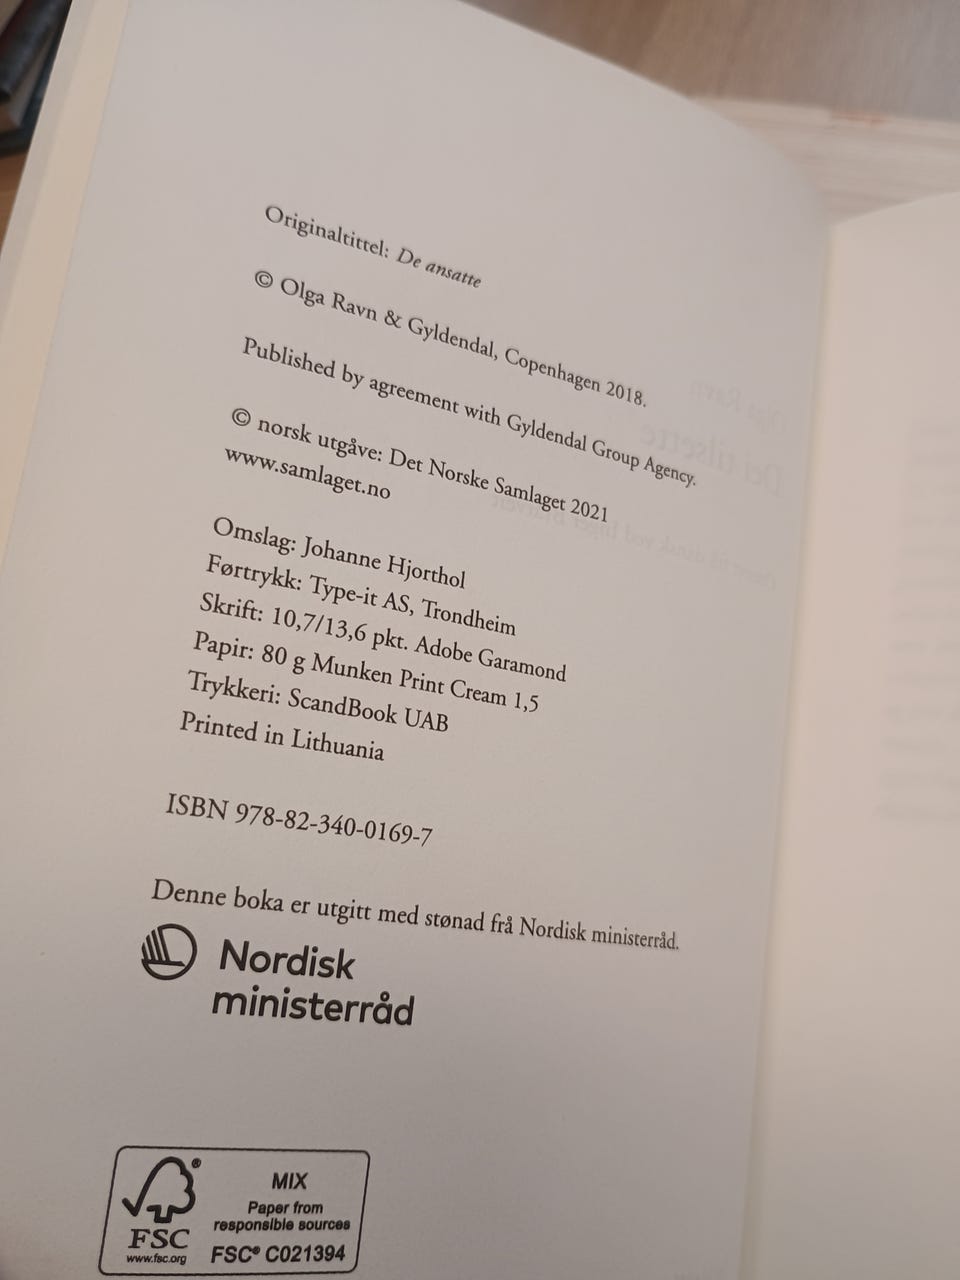 Originaltittel: De ansatte
© Olga Ravn & Gyldendal, Copenhagen 2018.
Published by agreement with Gyldendal Group Agency.
© norsk utgåve: Det Norske Samlaget 2021
www.samlaget.no
Omslag: Johanne Hjorthol
Førtrykk: Type-it AS, Trondheim
Skrift: 10,7/13,6 pkt. Adobe Garamond
Papir: 80 g Munken Print Cream 1,5
Trykkeri: ScandBook UAB
Printed in Lithuania
ISBN 978-82-340-0169-7
Denne boka er utgitt med stønad frå Nordisk ministerråd.
Nordisk
ministerråd
®
FSC
www.fsc.org
MIX
Paper from
responsible sources
FSC® C021394
Olga Ravn
Dei tilsette